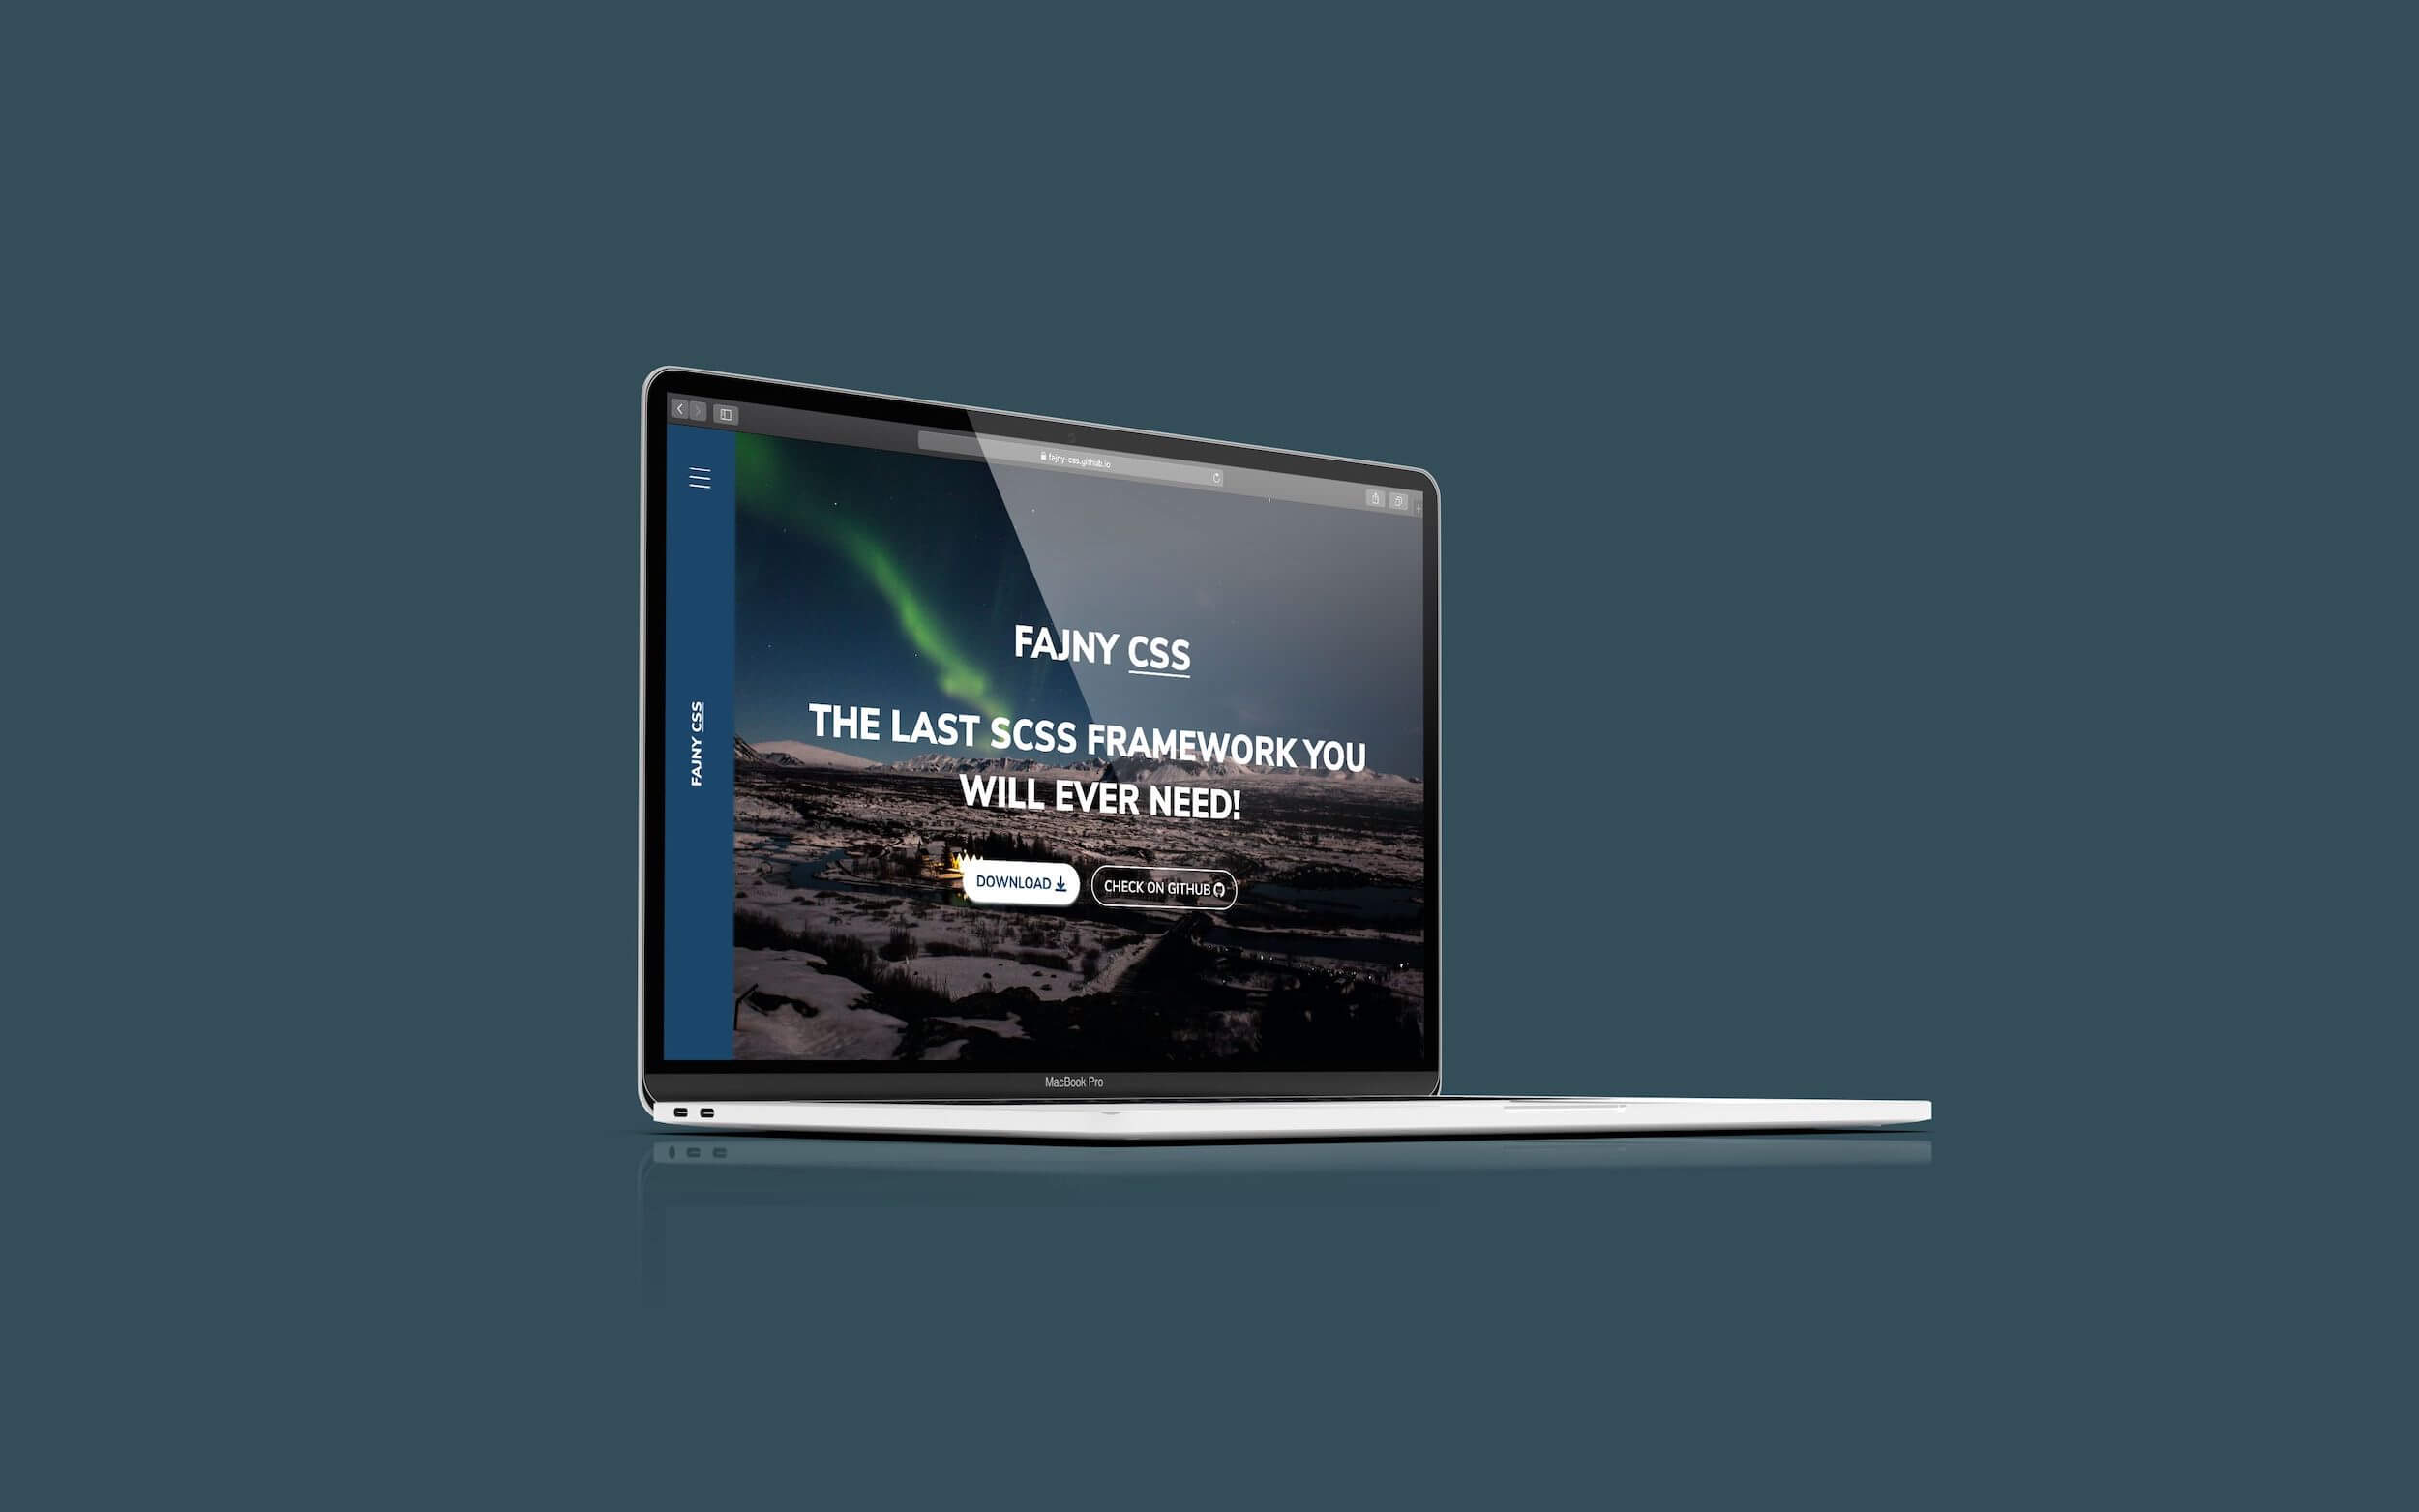 fajny-css.github.io
FAJNY CSS
FAJNY CSS
THE LAST SCSS FRAMEWORK YOU
WILL EVER NEED!
DOWNLOAD
CHECK ON GITHUB
MacBook Pro